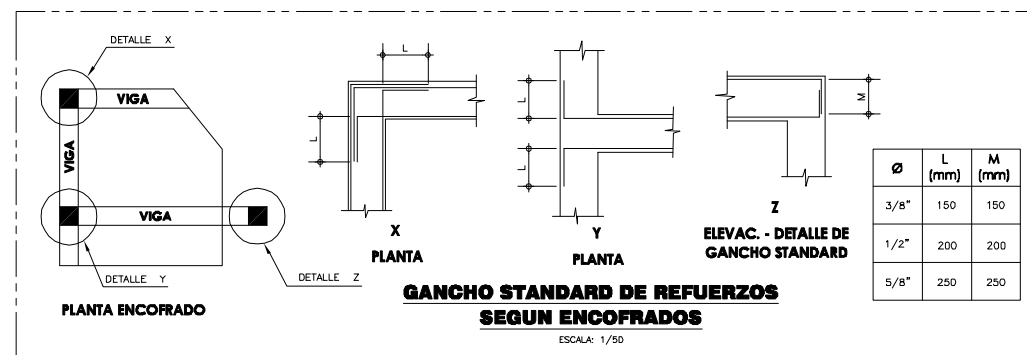 DETALLE X
VIGA
VIGA
VIGA
DETALLE Y
DETALLE Z
PLANTA ENCOFRADO
L
L
X
PLANTA
L
L
Y
PLANTA
M
Z
ELEVAC. - DETALLE DE
GANCHO STANDARD
GANCHO STANDARD DE REFUERZOS
SEGUN ENCOFRADOS
ESCALA: 1/50
Ø L (mm) M (mm)
3/8" 150 150
1/2" 200 200
5/8" 250 250